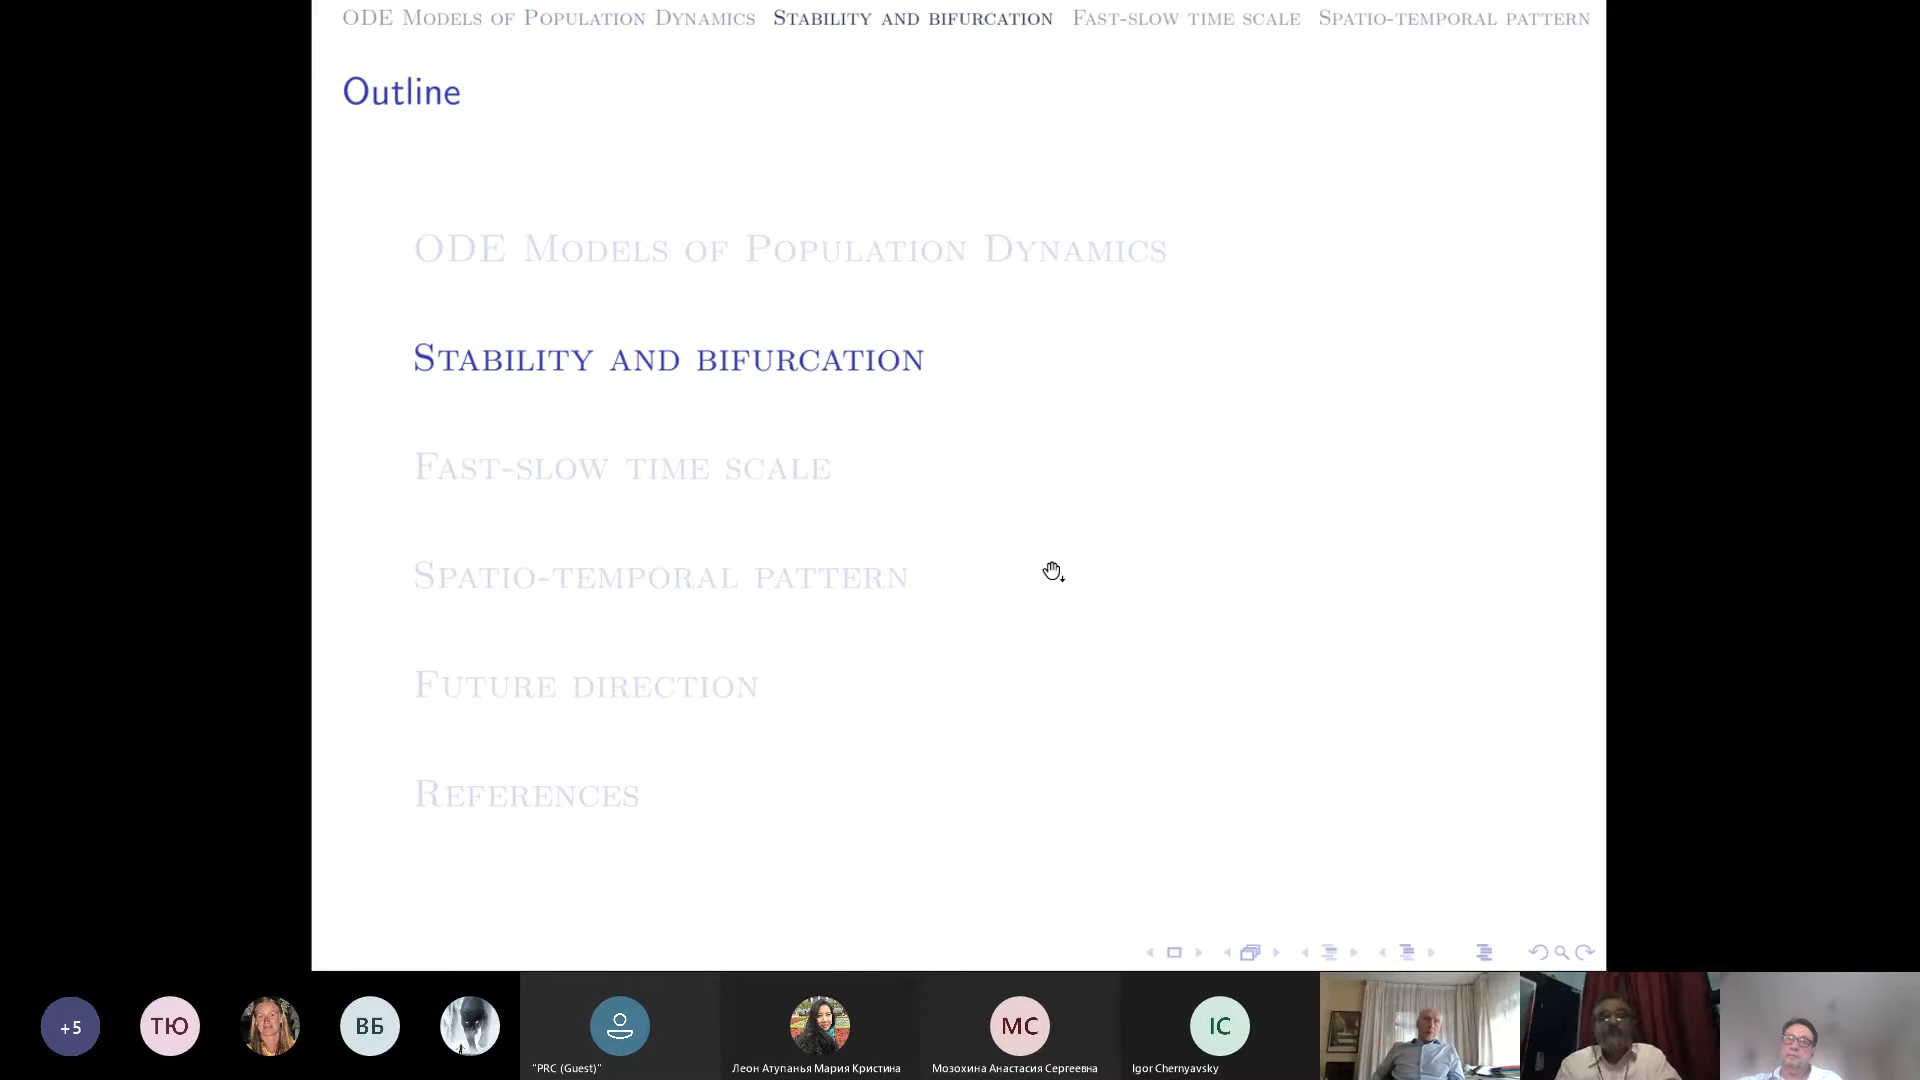 ODE Models of Population Dynamics Stability and bifurcation Fast-slow time scale Spatio-temporal pattern
Outline
ODE Models of Population Dynamics
Stability and bifurcation
Fast-slow time scale
Spatio-temporal pattern
Future direction
References
+5 ТЮ ВБ МС IC
"PRC (Guest)" Леон Атупанья Мария Кристина Мозохина Анастасия Сергеевна Igor Chernyavsky